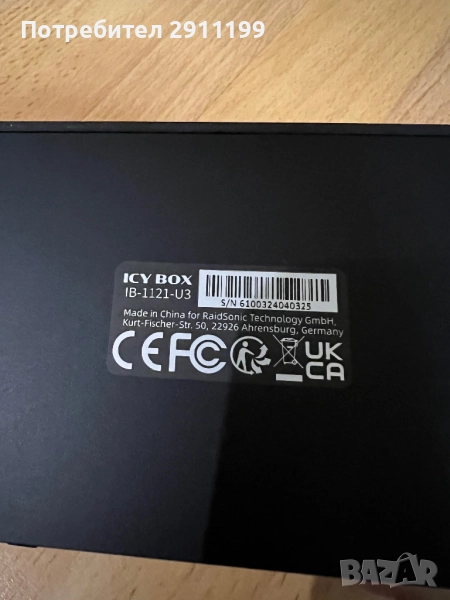 Потребител 2911199
ICY BOX
IB-1121-U3
S/N 6100324040325
Made in China for RaidSonic Technology GmbH,
Kurt-Fischer-Str. 50, 22926 Ahrensburg, Germany
CE FC UK
CA
BAZAR